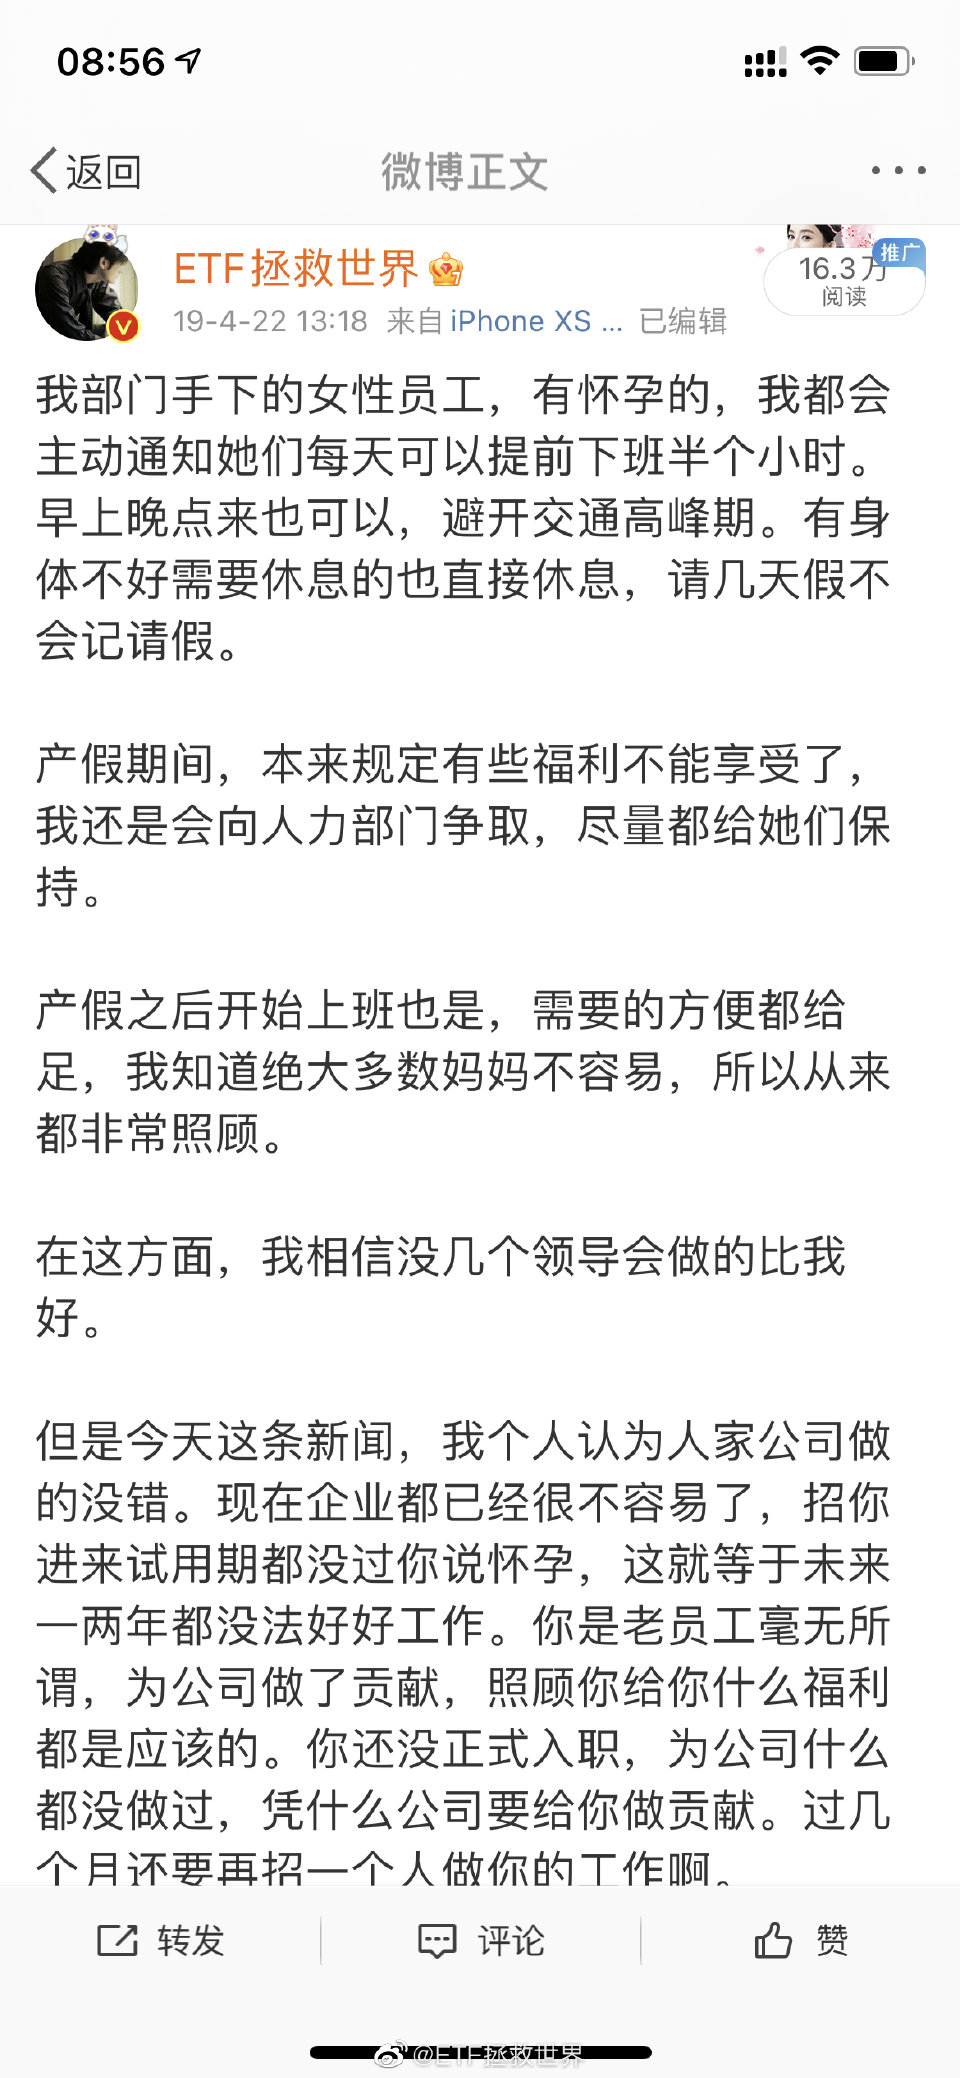 08:56
返回
微博正文
ETF拯救世界
16.3万
推广
阅读
19-4-22 13:18 来自 iPhone XS ... 已编辑
我部门手下的女性员工，有怀孕的，我都会
主动通知她们每天可以提前下班半个小时。
早上晚点来也可以，避开交通高峰期。有身
体不好需要休息的也直接休息，请几天假不
会记请假。
产假期间，本来规定有些福利不能享受了，
我还是会向人力部门争取，尽量都给她们保
持。
产假之后开始上班也是，需要的方便都给
足，我知道绝大多数妈妈不容易，所以从来
都非常照顾。
在这方面，我相信没几个领导会做的比我
好。
但是今天这条新闻，我个人认为人家公司做
的没错。现在企业都已经很不容易了，招你
进来试用期都没过你说怀孕，这就等于未来
一两年都没法好好工作。你是老员工毫无所
谓，为公司做了贡献，照顾你给你什么福利
都是应该的。你还没正式入职，为公司什么
都没做过，凭什么公司要给你做贡献。过几
个月还要再招一个人做你的工作啊。
转发
评论
赞
@ETF拯救世界